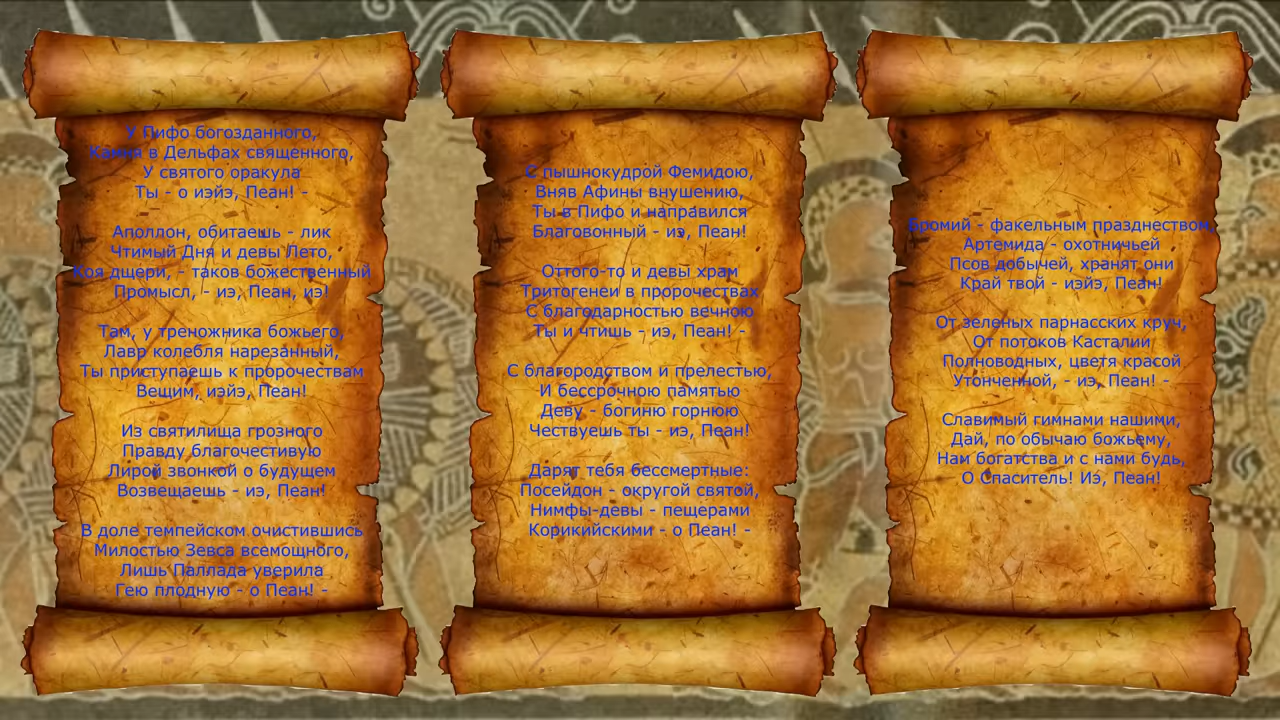 У Пифо богозданного,
Камня в Дельфах священного,
У святого оракула
Ты - о иэйэ, Пеан! -
Аполлон, обитаешь - лик
Чтимый Дня и девы Лето,
Коя дщери, - таков божественный
Промысл, - иэ, Пеан, иэ!
Там, у треножника божьего,
Лавр колебля нарезанный,
Ты приступаешь к пророчествам
Вещим, иэйэ, Пеан!
Из святилища грозного
Правду благочестивую
Лирой звонкой о будущем
Возвещаешь - иэ, Пеан!
В доле темпейском очистившись
Милостью Зевса всемощного,
Лишь Паллада уверила
Гею плодную - о Пеан! -
С пышнокудрой Фемидою,
Вняв Афины внушению,
Ты в Пифо и направился
Благовонный - иэ, Пеан!
Оттого-то и девы храм
Тритогенеи в пророчествах
С благодарностью вечною
Ты и чтишь - иэ, Пеан! -
С благородством и прелестью,
И бессрочною памятью
Деву - богиню горнюю
Чествуешь ты - иэ, Пеан!
Дарят тебя бессмертные:
Посейдон - округой святой,
Нимфы-девы - пещерами
Корикийскими - о Пеан! -
Бромий - факельным празднеством,
Артемида - охотничьей
Псов добычей, хранят они
Край твой - иэйэ, Пеан!
От зеленых парнасских круч,
От потоков Касталии
Полноводных, цветя красой
Утонченной, - иэ, Пеан! -
Славимый гимнами нашими,
Дай, по обычаю божьему,
Нам богатства и с нами будь,
О Спаситель! Иэ, Пеан!